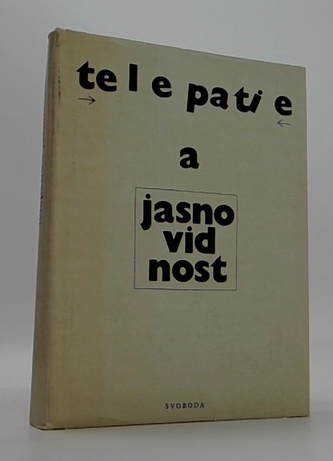 telepatie
→ ←
a
jasno
vid
nost
SVOBODA